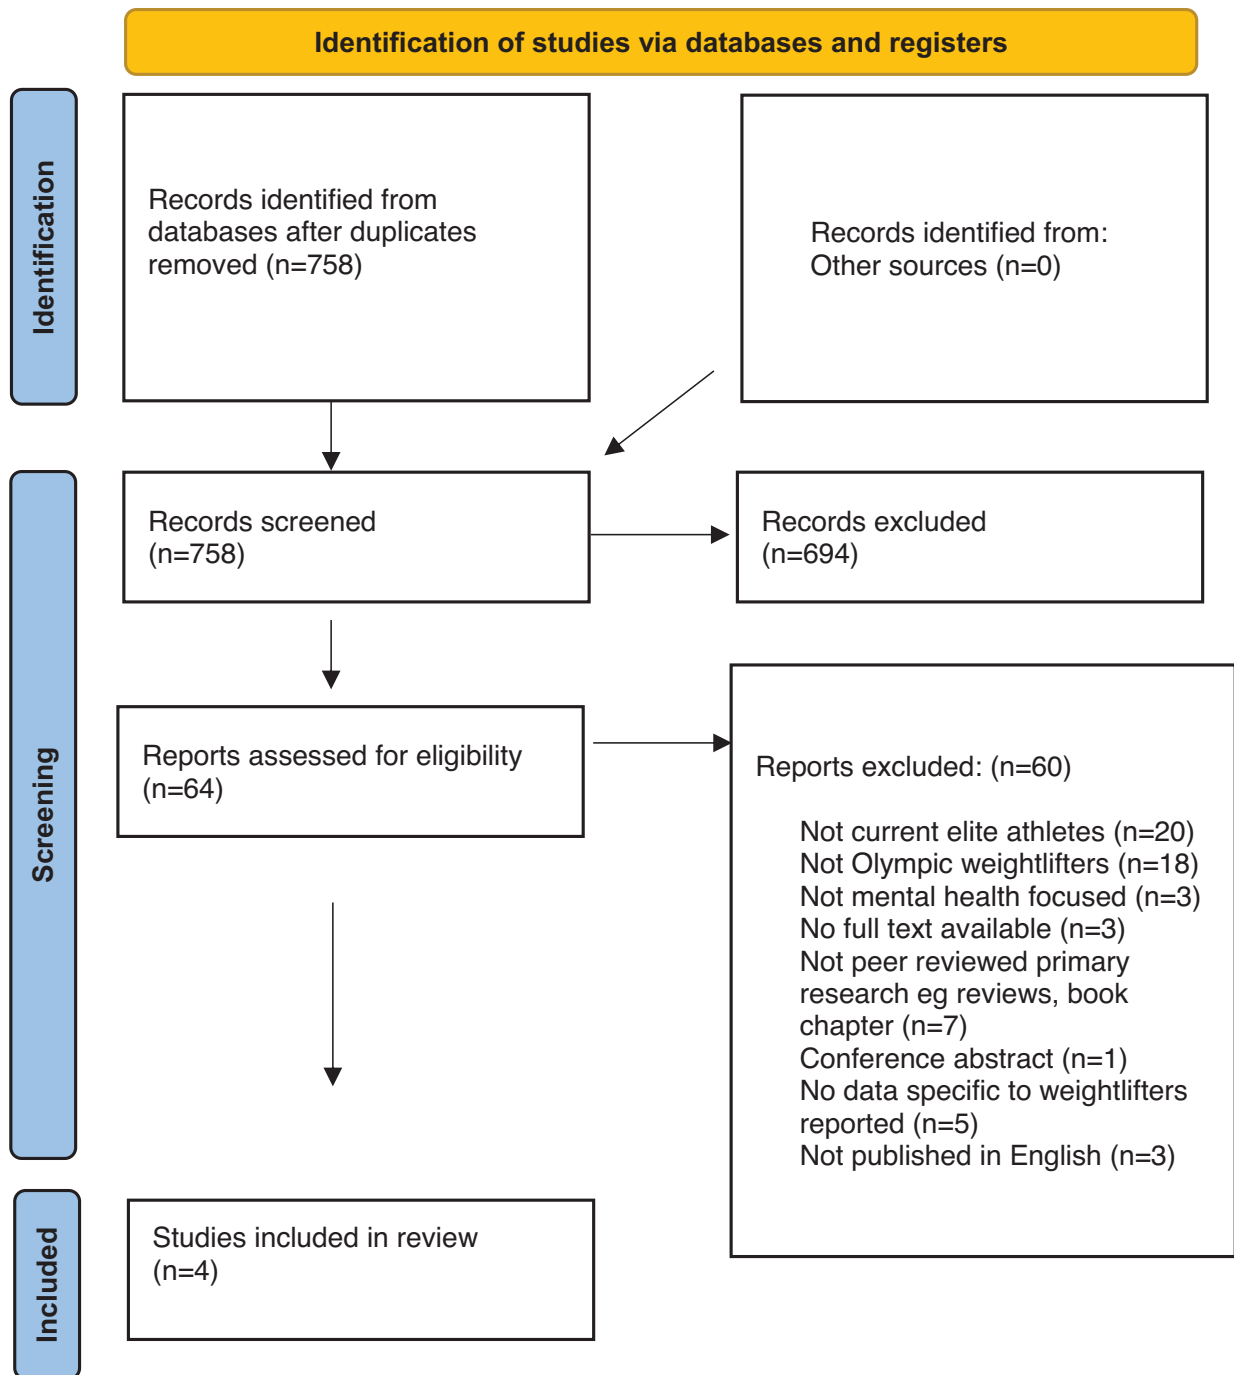 Identification of studies via databases and registers
Identification
Records identified from
databases after duplicates
removed (n=758)
Records identified from:
Other sources (n=0)
Screening
Records screened
(n=758)
Records excluded
(n=694)
Reports assessed for eligibility
(n=64)
Reports excluded: (n=60)
Not current elite athletes (n=20)
Not Olympic weightlifters (n=18)
Not mental health focused (n=3)
No full text available (n=3)
Not peer reviewed primary
research eg reviews, book
chapter (n=7)
Conference abstract (n=1)
No data specific to weightlifters
reported (n=5)
Not published in English (n=3)
Included
Studies included in review
(n=4)